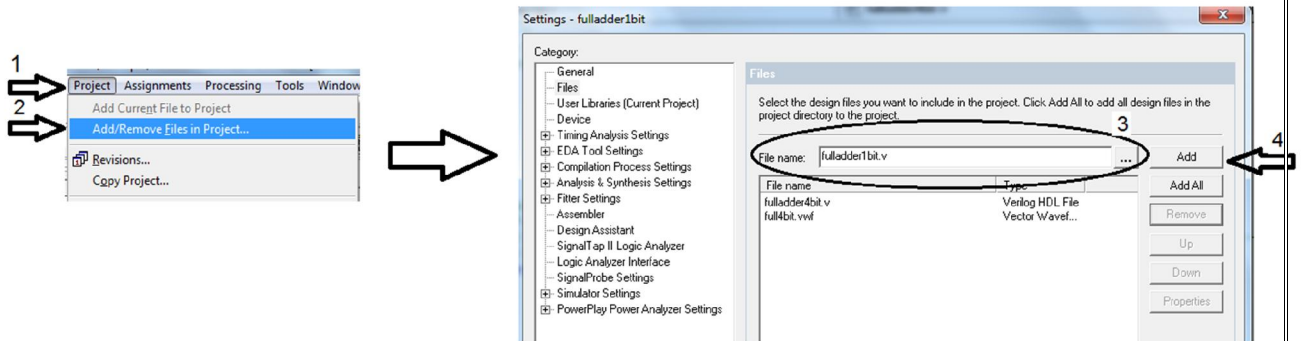 1
Project Assignments Processing Tools Window
2
Add Current File to Project
Add/Remove Files in Project...
Revisions...
Copy Project...
Settings - fulladder1bit
Category:
General
Files
User Libraries (Current Project)
Device
Timing Analysis Settings
EDA Tool Settings
Compilation Process Settings
Analysis & Synthesis Settings
Fitter Settings
Assembler
Design Assistant
SignalTap II Logic Analyzer
Logic Analyzer Interface
SignalProbe Settings
Simulator Settings
PowerPlay Power Analyzer Settings
Files
Select the design files you want to include in the project. Click Add All to add all design files in the
project directory to the project.
3
File name: fulladder1bit.v ... Add
4
File name Type
fulladder4bit.v Verilog HDL File
full4bit.vwf Vector Wavef...
Add All
Remove
Up
Down
Properties